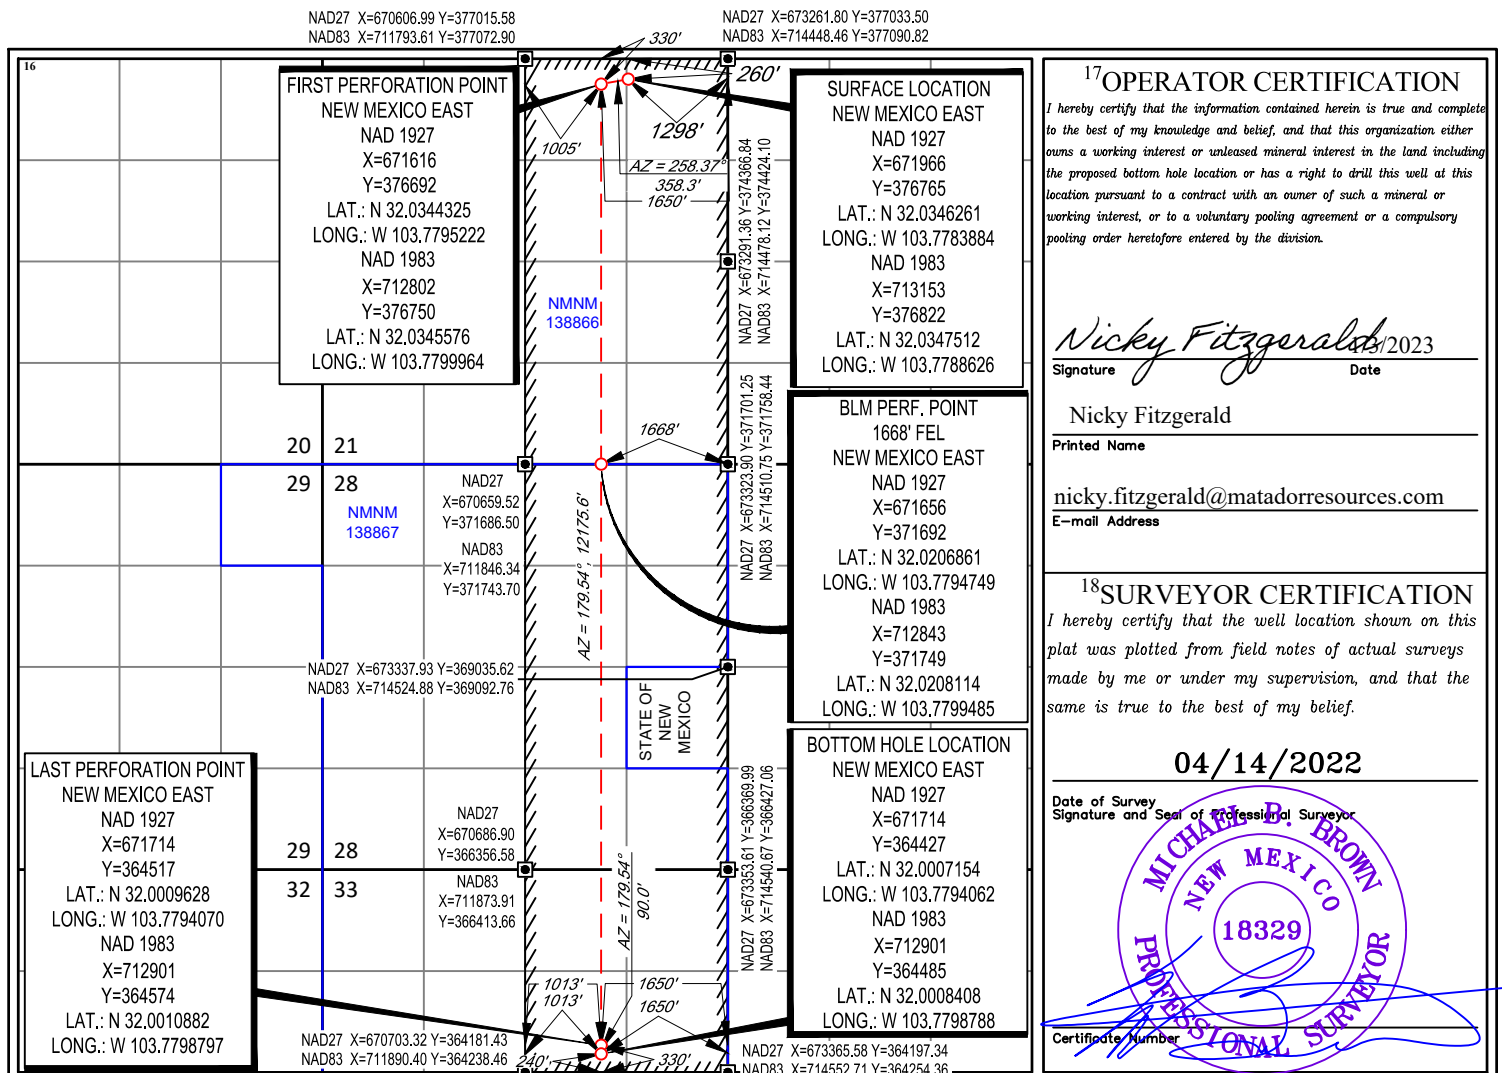 NAD27 X=670606.99 Y=377015.58
NAD83 X=711793.61 Y=377072.90
NAD27 X=673261.80 Y=377033.50
NAD83 X=714448.46 Y=377090.82
16
330'
260'
1298'
1005'
AZ = 258.37°
358.3'
1650'
FIRST PERFORATION POINT
NEW MEXICO EAST
NAD 1927
X=671616
Y=376692
LAT.: N 32.0344325
LONG.: W 103.7795222
NAD 1983
X=712802
Y=376750
LAT.: N 32.0345576
LONG.: W 103.7799964
SURFACE LOCATION
NEW MEXICO EAST
NAD 1927
X=671966
Y=376765
LAT.: N 32.0346261
LONG.: W 103.7783884
NAD 1983
X=713153
Y=376822
LAT.: N 32.0347512
LONG.: W 103.7788626
NAD27 X=673291.36 Y=374366.84
NAD83 X=714478.12 Y=374424.10
NMNM
138866
BLM PERF. POINT
1668' FEL
NEW MEXICO EAST
NAD 1927
X=671656
Y=371692
LAT.: N 32.0206861
LONG.: W 103.7794749
NAD 1983
X=712843
Y=371749
LAT.: N 32.0208114
LONG.: W 103.7799485
NAD27 X=673323.90 Y=371701.25
NAD83 X=714510.75 Y=371758.44
1668'
20 21
29 28
NMNM
138867
NAD27
X=670659.52
Y=371686.50
NAD83
X=711846.34
Y=371743.70
AZ = 179.54°, 12175.6'
NAD27 X=673337.93 Y=369035.62
NAD83 X=714524.88 Y=369092.76
STATE OF
NEW
MEXICO
LAST PERFORATION POINT
NEW MEXICO EAST
NAD 1927
X=671714
Y=364517
LAT.: N 32.0009628
LONG.: W 103.7794070
NAD 1983
X=712901
Y=364574
LAT.: N 32.0010882
LONG.: W 103.7798797
BOTTOM HOLE LOCATION
NEW MEXICO EAST
NAD 1927
X=671714
Y=364427
LAT.: N 32.0007154
LONG.: W 103.7794062
NAD 1983
X=712901
Y=364485
LAT.: N 32.0008408
LONG.: W 103.7798788
NAD27
X=670686.90
Y=366356.58
NAD83
X=711873.91
Y=366413.66
29 28
32 33
AZ = 179.54°
90.0'
NAD27 X=673353.61 Y=366369.99
NAD83 X=714540.67 Y=366427.06
1013'
1013'
1650'
1650'
240'
330'
NAD27 X=670703.32 Y=364181.43
NAD83 X=711890.40 Y=364238.46
NAD27 X=673365.58 Y=364197.34
NAD83 X=714552.71 Y=364254.36
17OPERATOR CERTIFICATION
I hereby certify that the information contained herein is true and complete
to the best of my knowledge and belief, and that this organization either
owns a working interest or unleased mineral interest in the land including
the proposed bottom hole location or has a right to drill this well at this
location pursuant to a contract with an owner of such a mineral or
working interest, or to a voluntary pooling agreement or a compulsory
pooling order heretofore entered by the division.
Nicky Fitzgerald /2023
Signature Date
Nicky Fitzgerald
Printed Name
nicky.fitzgerald@matadorresources.com
E-mail Address
18SURVEYOR CERTIFICATION
I hereby certify that the well location shown on this
plat was plotted from field notes of actual surveys
made by me or under my supervision, and that the
same is true to the best of my belief.
04/14/2022
Date of Survey
Signature and Seal of Professional Surveyor
MICHAEL B. BROWN
NEW MEXICO
18329
PROFESSIONAL SURVEYOR
Certificate Number